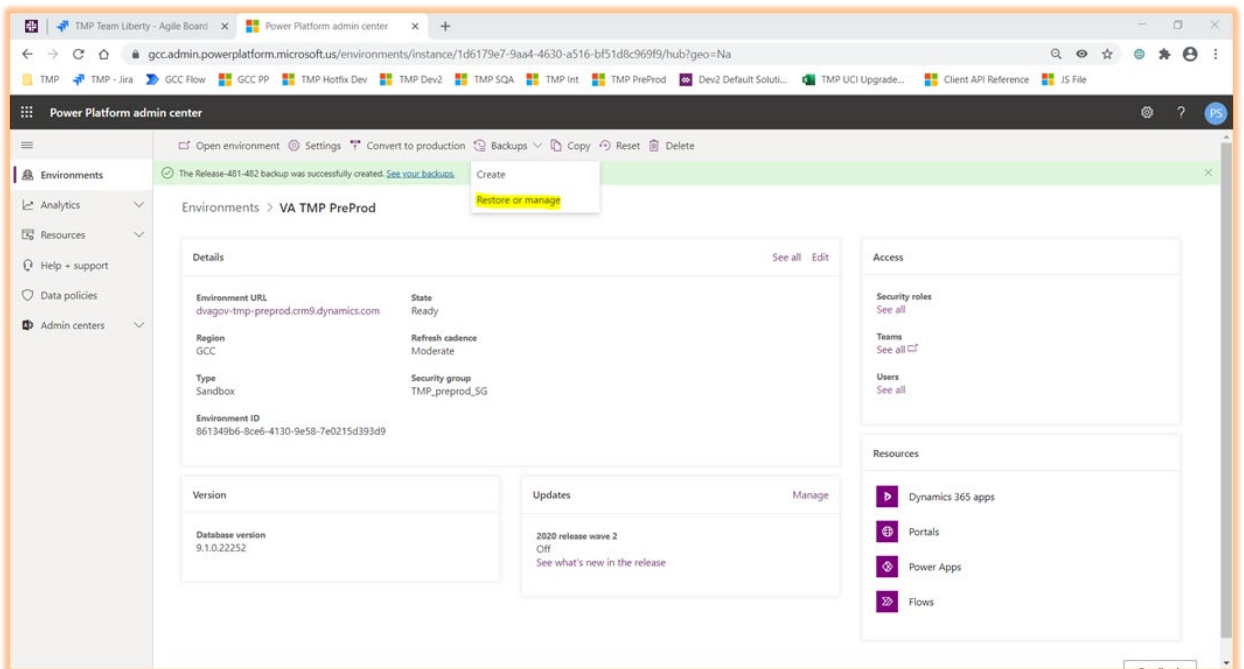 TMP Team Liberty - Agile Board
Power Platform admin center
gcc.admin.powerplatform.microsoft.us/environments/instance/1d6179e7-9aa4-4630-a516-bf51d8c969f9/hub?geo=Na
TMP TMP - Jira GCC Flow GCC PP TMP Hotfix Dev TMP Dev2 TMP SQA TMP Int TMP PreProd Dev2 Default Soluti... TMP UCI Upgrade... Client API Reference JS File
Power Platform admin center
? PS
Open environment Settings Convert to production Backups Copy Reset Delete
The Release-481-482 backup was successfully created. See your backups.
Create
Restore or manage
Environments
Analytics
Resources
Help + support
Data policies
Admin centers
Environments > VA TMP PreProd
Details See all Edit
Environment URL
dvagov-tmp-preprod.crm9.dynamics.com
State
Ready
Region
GCC
Refresh cadence
Moderate
Type
Sandbox
Security group
TMP_preprod_SG
Environment ID
861349b6-8ce6-4130-9e58-7e0215d393d9
Access
Security roles
See all
Teams
See all
Users
See all
Version
Database version
9.1.0.22252
Updates Manage
2020 release wave 2
Off
See what's new in the release
Resources
Dynamics 365 apps
Portals
Power Apps
Flows